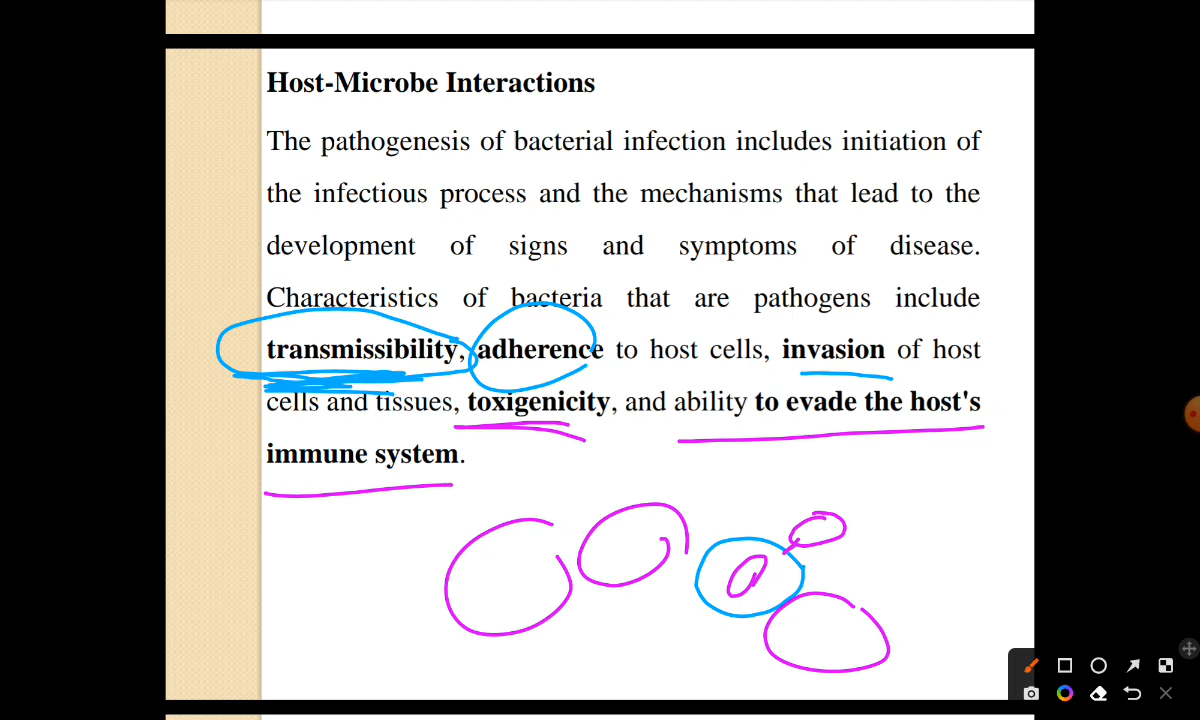 Host-Microbe Interactions
The pathogenesis of bacterial infection includes initiation of
the infectious process and the mechanisms that lead to the
development of signs and symptoms of disease.
Characteristics of bacteria that are pathogens include
transmissibility, adherence to host cells, invasion of host
cells and tissues, toxigenicity, and ability to evade the host's
immune system.